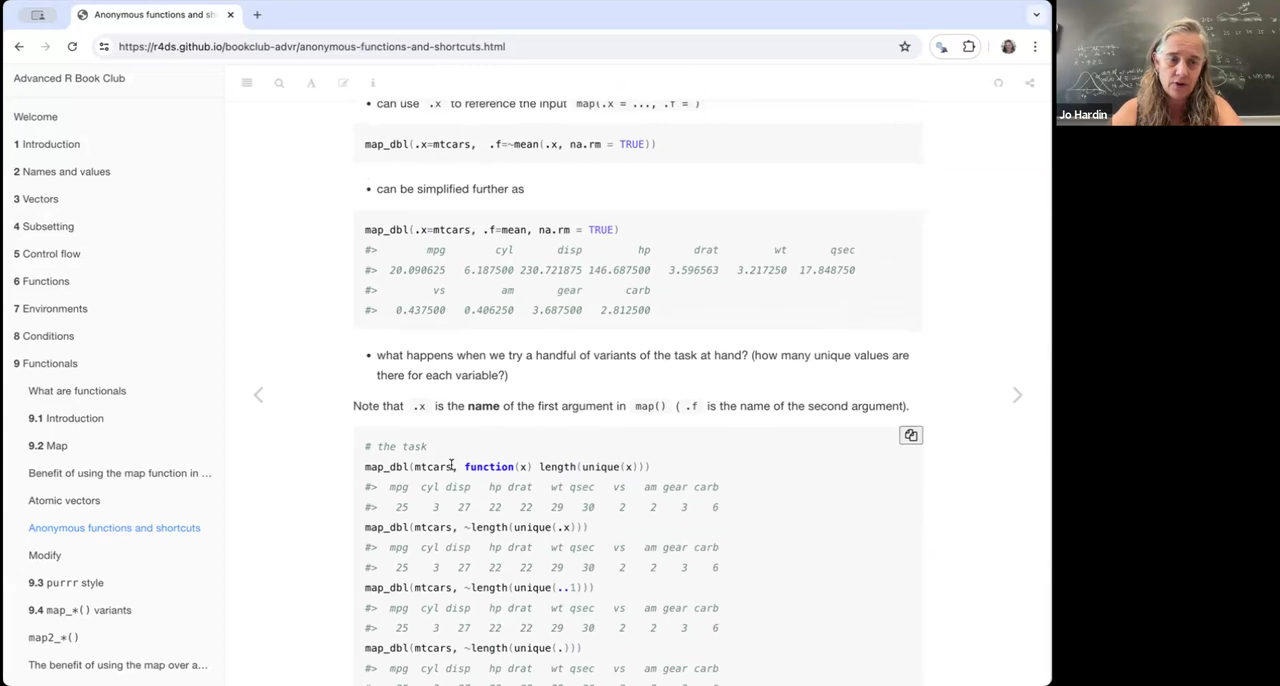 Anonymous functions and sh
https://r4ds.github.io/bookclub-advr/anonymous-functions-and-shortcuts.html
Jo Hardin
Advanced R Book Club
Welcome
1 Introduction
2 Names and values
3 Vectors
4 Subsetting
5 Control flow
6 Functions
7 Environments
8 Conditions
9 Functionals
What are functionals
9.1 Introduction
9.2 Map
Benefit of using the map function in ...
Atomic vectors
Anonymous functions and shortcuts
Modify
9.3 purrr style
9.4 map_*() variants
map2_*()
The benefit of using the map over a...
• can use .x to reference the input map(.x = ..., .f = )
map_dbl(.x=mtcars, .f=~mean(.x, na.rm = TRUE))
• can be simplified further as
map_dbl(.x=mtcars, .f=mean, na.rm = TRUE)
#> mpg cyl disp hp drat wt qsec
#> 20.090625 6.187500 230.721875 146.687500 3.596563 3.217250 17.848750
#> vs am gear carb
#> 0.437500 0.406250 3.687500 2.812500
• what happens when we try a handful of variants of the task at hand? (how many unique values are
there for each variable?)
Note that .x is the name of the first argument in map() ( .f is the name of the second argument).
# the task
map_dbl(mtcars, function(x) length(unique(x)))
#> mpg cyl disp hp drat wt qsec vs am gear carb
#> 25 3 27 22 22 29 30 2 2 3 6
map_dbl(mtcars, ~length(unique(.x)))
#> mpg cyl disp hp drat wt qsec vs am gear carb
#> 25 3 27 22 22 29 30 2 2 3 6
map_dbl(mtcars, ~length(unique(..1)))
#> mpg cyl disp hp drat wt qsec vs am gear carb
#> 25 3 27 22 22 29 30 2 2 3 6
map_dbl(mtcars, ~length(unique(.)))
#> mpg cyl disp hp drat wt qsec vs am gear carb